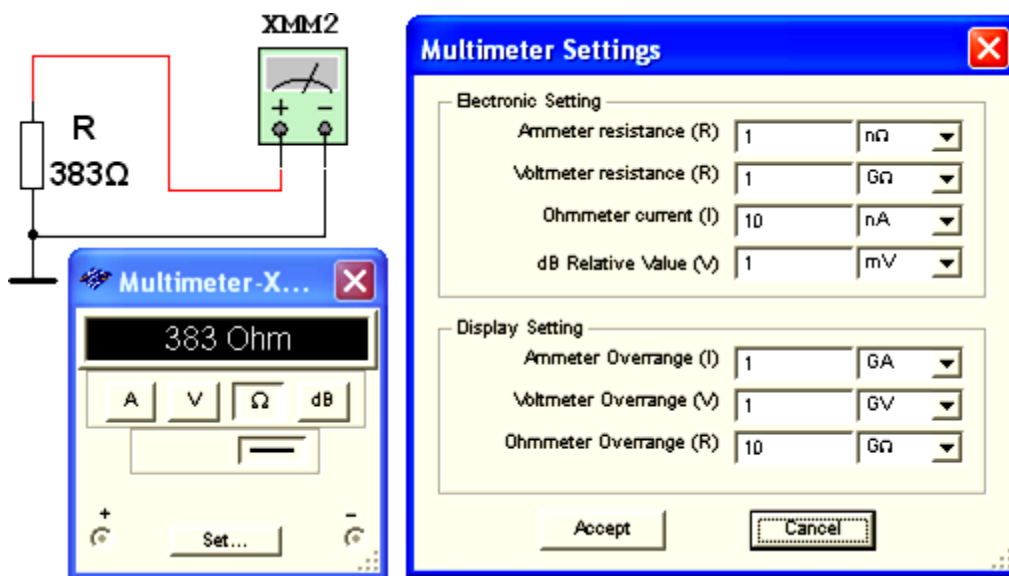 XMM2
+ −
R
383Ω
Multimeter-X...
383 Ohm
A V Ω dB
+ −
Set...
Multimeter Settings
Electronic Setting
Ammeter resistance (R) 1 nΩ
Voltmeter resistance (R) 1 GΩ
Ohmmeter current (I) 10 nA
dB Relative Value (V) 1 mV
Display Setting
Ammeter Overrange (I) 1 GA
Voltmeter Overrange (V) 1 GV
Ohmmeter Overrange (R) 10 GΩ
Accept Cancel